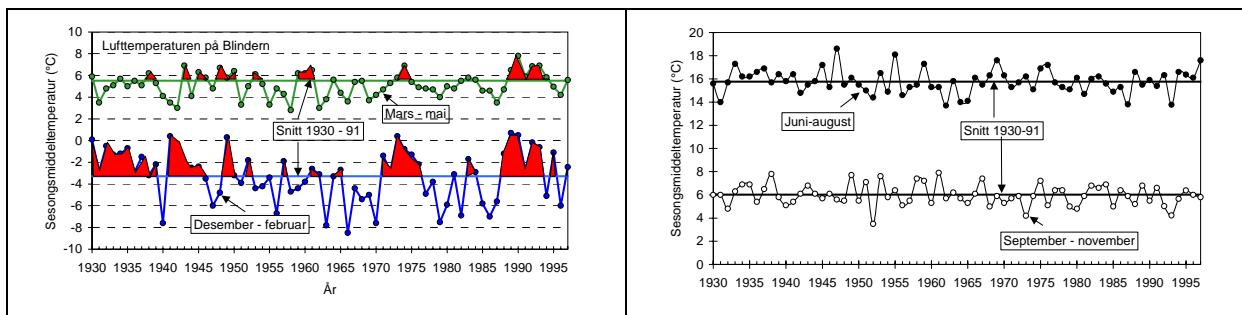 Lufttemperaturen på Blindern
Sesongsmiddeltemperatur (°C)
10
8
6
4
2
0
-2
-4
-6
-8
-10
Mars - mai
Snitt 1930 - 91
Desember - februar
1930 1935 1940 1945 1950 1955 1960 1965 1970 1975 1980 1985 1990 1995
År
Sesongsmiddeltemperatur (°C)
20
18
16
14
12
10
8
6
4
2
0
Juni-august
Snitt 1930-91
September - november
1930 1935 1940 1945 1950 1955 1960 1965 1970 1975 1980 1985 1990 1995